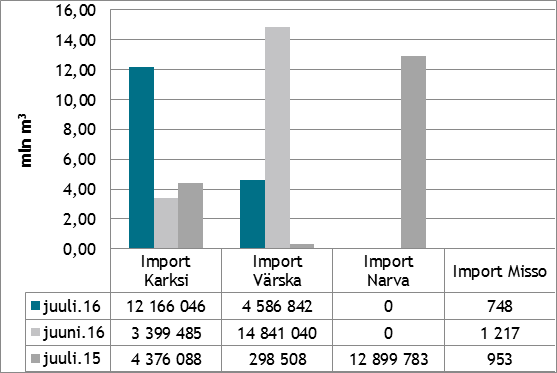 16,00
14,00
12,00
10,00
8,00
6,00
4,00
2,00
0,00
mln m³
Import Karksi
Import Värska
Import Narva
Import Misso
juuli.16 12 166 046 4 586 842 0 748
juuni.16 3 399 485 14 841 040 0 1 217
juuli.15 4 376 088 298 508 12 899 783 953